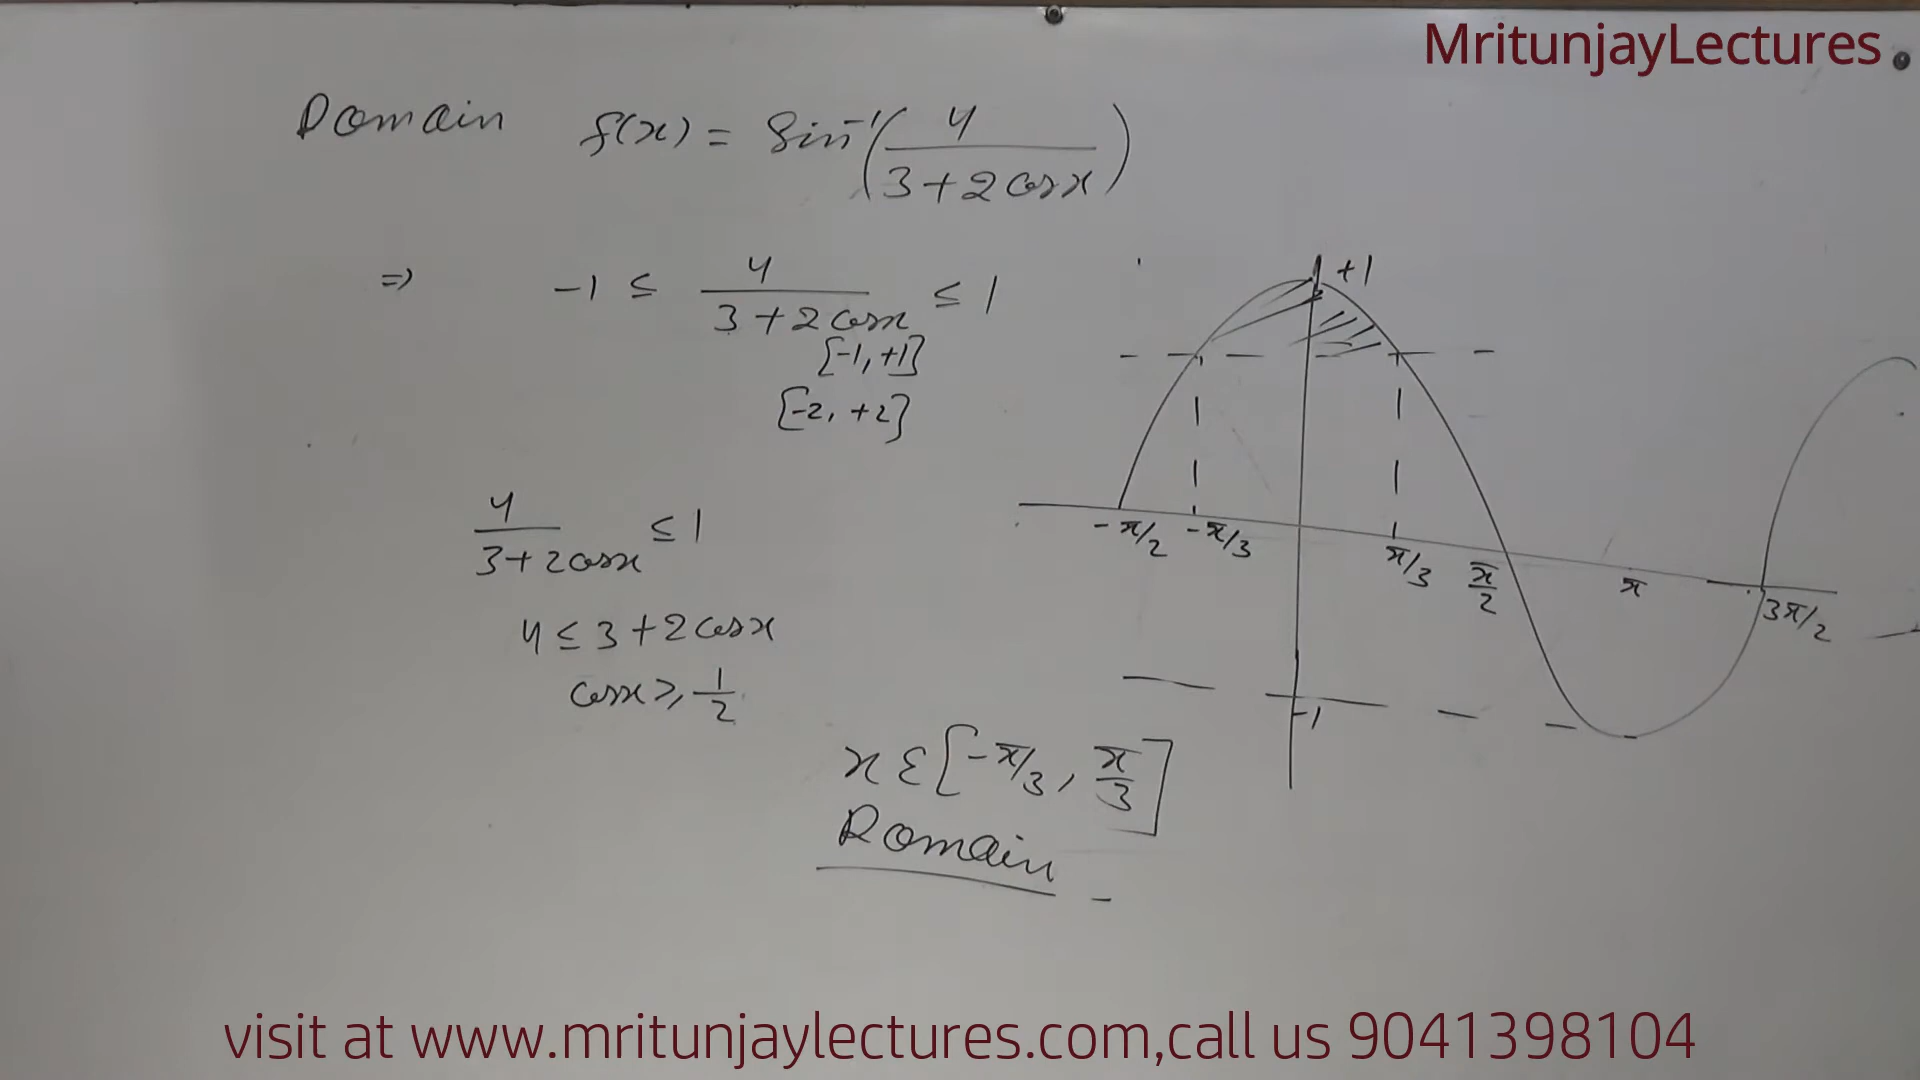 MritunjayLectures
Domain f(x) = Sin⁻¹(4/(3+2cosx))
⇒ -1 ≤ 4/(3+2cosx) ≤ 1
[-1, +1]
[-2, +2]
4/(3+2cosx) ≤ 1
4 ≤ 3+2cosx
cosx ≥ 1/2
x ε [-π/3, π/3]
Domain
+1
-π/2 -π/3 π/3 π/2 π 3π/2
-1
visit at www.mritunjaylectures.com,call us 9041398104